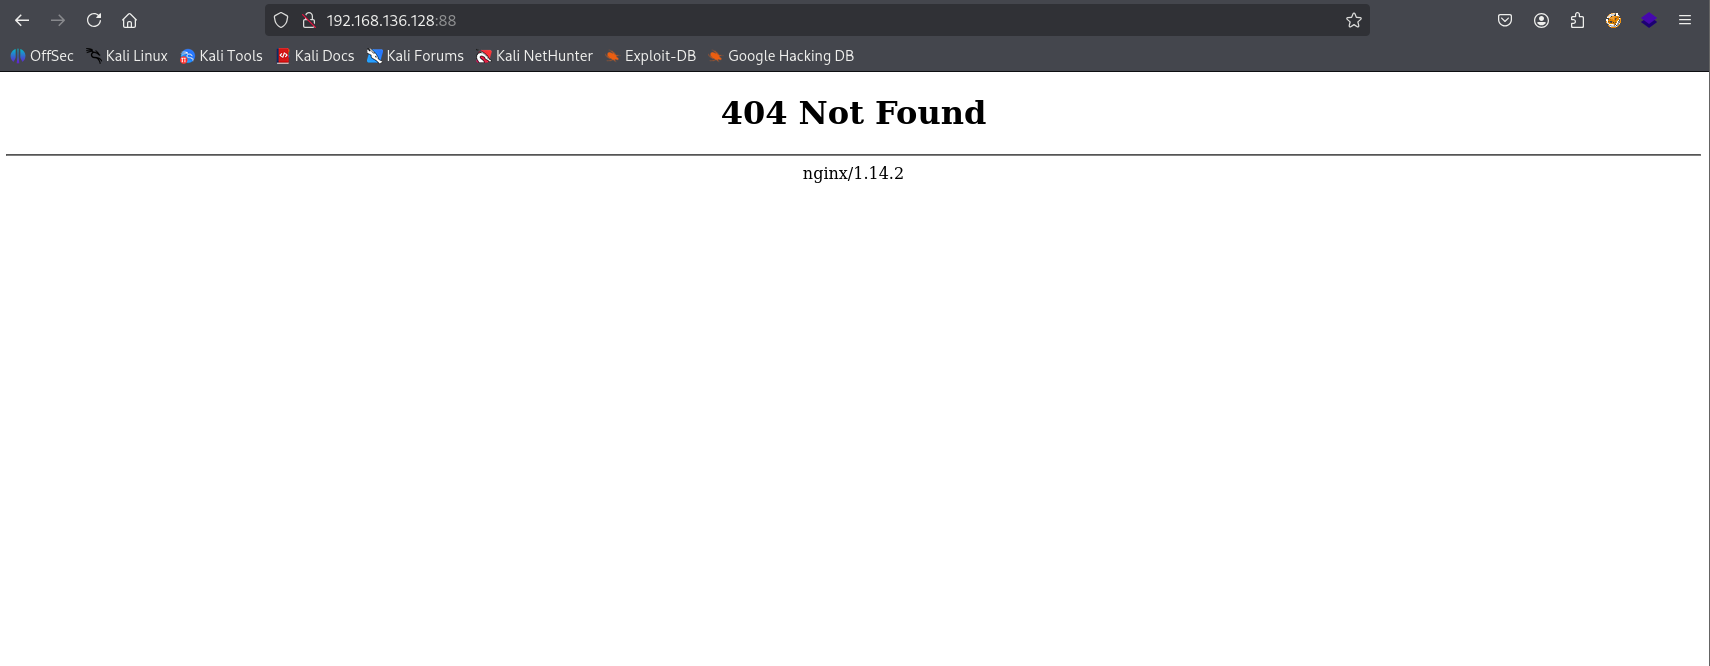 192.168.136.128:88
OffSec Kali Linux Kali Tools Kali Docs Kali Forums Kali NetHunter Exploit-DB Google Hacking DB
404 Not Found
nginx/1.14.2